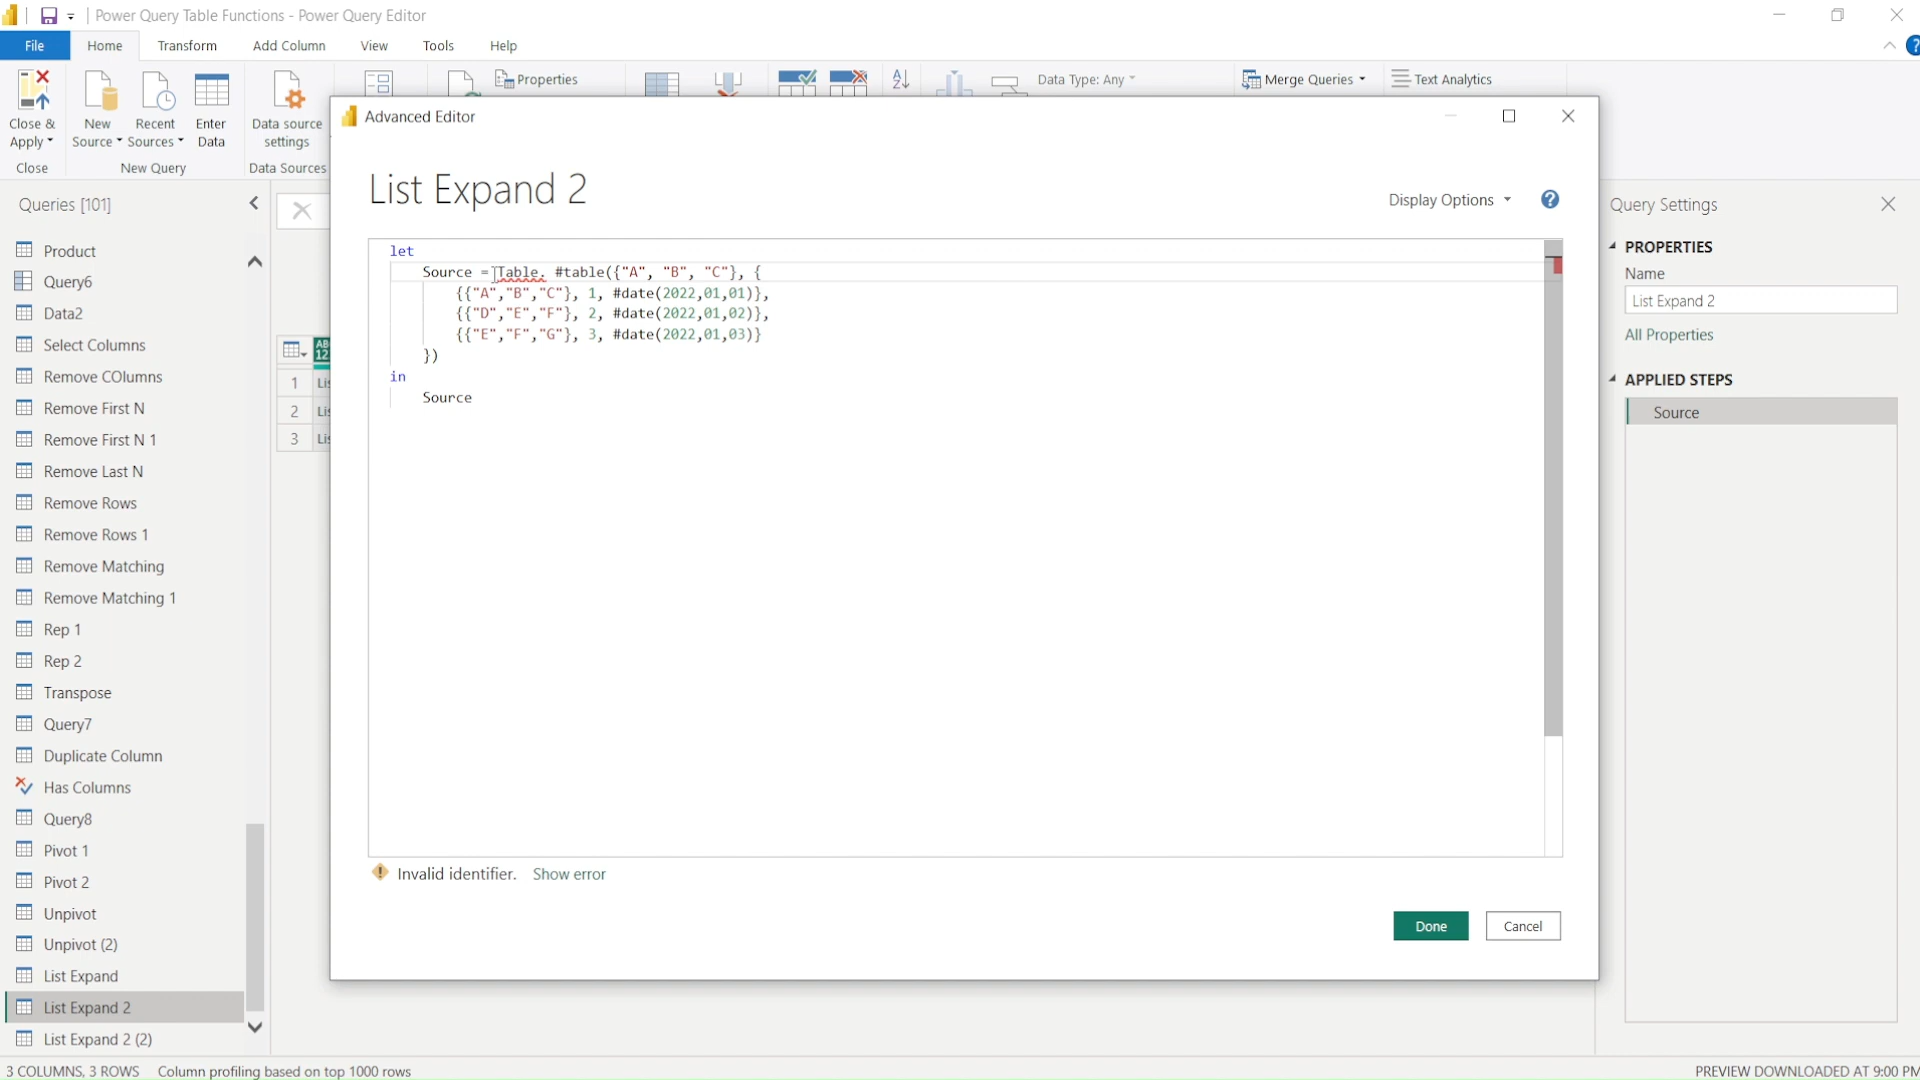 Power Query Table Functions - Power Query Editor
File Home Transform Add Column View Tools Help
Close & Apply
New Source
Recent Sources
Enter Data
Data source settings
Properties
Data Type: Any
Merge Queries
Text Analytics
Close
New Query
Data Sources
Advanced Editor
Queries [101]
Product
Query6
Data2
Select Columns
Remove COlumns
Remove First N
Remove First N 1
Remove Last N
Remove Rows
Remove Rows 1
Remove Matching
Remove Matching 1
Rep 1
Rep 2
Transpose
Query7
Duplicate Column
Has Columns
Query8
Pivot 1
Pivot 2
Unpivot
Unpivot (2)
List Expand
List Expand 2
List Expand 2 (2)
1
2
3
List Expand 2
Display Options
let
Source =Table. #table({"A", "B", "C"}, {
{{"A","B","C"}, 1, #date(2022,01,01)},
{{"D","E","F"}, 2, #date(2022,01,02)},
{{"E","F","G"}, 3, #date(2022,01,03)}
})
in
Source
Invalid identifier. Show error
Done Cancel
Query Settings
PROPERTIES
Name
List Expand 2
All Properties
APPLIED STEPS
Source
3 COLUMNS, 3 ROWS Column profiling based on top 1000 rows
PREVIEW DOWNLOADED AT 9:00 PM